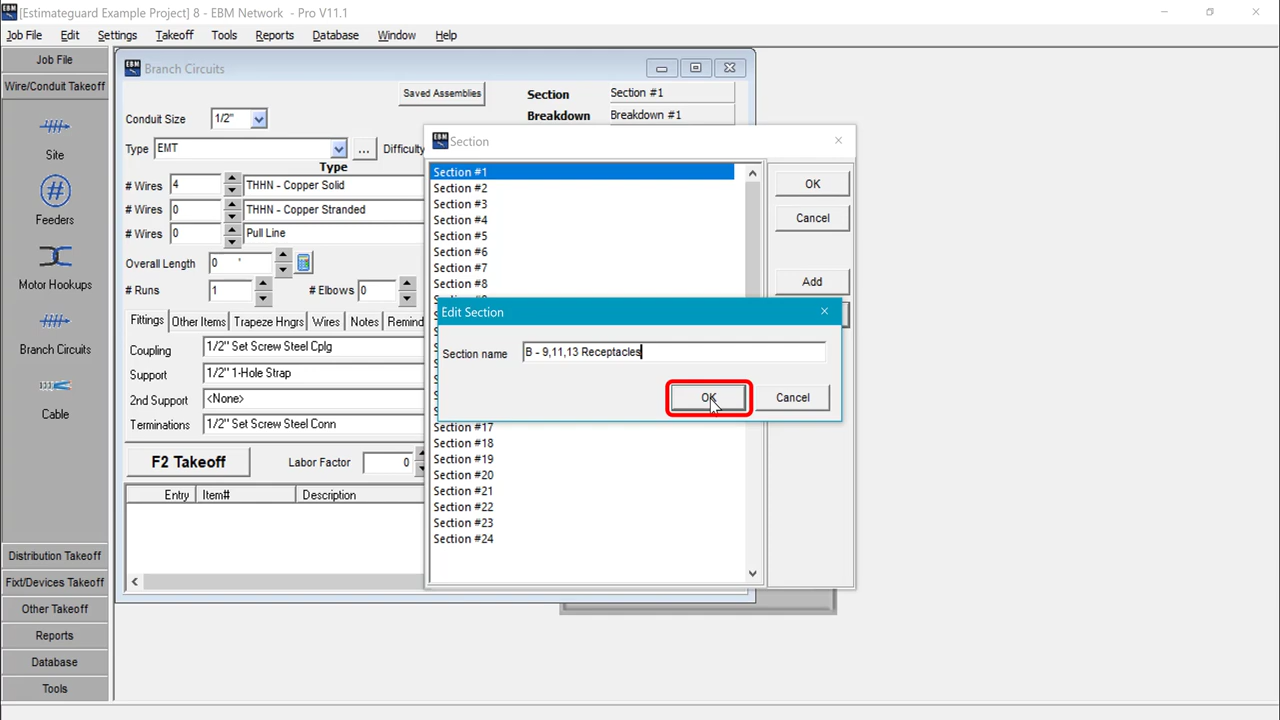 [Estimateguard Example Project] 8 - EBM Network - Pro V11.1
Job File Edit Settings Takeoff Tools Reports Database Window Help
Job File
Wire/Conduit Takeoff
Site
Feeders
Motor Hookups
Branch Circuits
Cable
Distribution Takeoff
Fixt/Devices Takeoff
Other Takeoff
Reports
Database
Tools
EBM Branch Circuits
Saved Assemblies
Section Section #1
Breakdown Breakdown #1
Conduit Size 1/2"
Type EMT ... Difficulty
Type
# Wires 4 THHN - Copper Solid
# Wires 0 THHN - Copper Stranded
# Wires 0 Pull Line
Overall Length 0 '
# Runs 1 # Elbows 0
Fittings Other Items Trapeze Hngrs Wires Notes Remind
Coupling 1/2" Set Screw Steel Cplg
Support 1/2" 1-Hole Strap
2nd Support <None>
Terminations 1/2" Set Screw Steel Conn
F2 Takeoff Labor Factor 0
Entry Item# Description
EBM Section
Section #1
Section #2
Section #3
Section #4
Section #5
Section #6
Section #7
Section #8
OK
Cancel
Add
Edit Section
Section name B - 9,11,13 Receptacles
OK Cancel
Section #17
Section #18
Section #19
Section #20
Section #21
Section #22
Section #23
Section #24